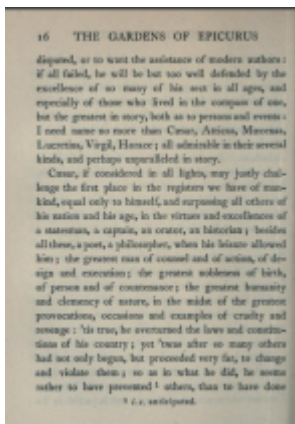 16 THE GARDENS OF EPICURUS
disputed, or to want the assistance of modern authors :
if all failed, he will be but too well defended by the
excellence of so many of his sect in all ages, and
especially of those who lived in the compass of one,
but the greatest in story, both as to persons and events :
I need name no more than Cæsar, Atticus, Mæcenas,
Lucretius, Virgil, Horace ; all admirable in their several
kinds, and perhaps unparalleled in story.
Cæsar, if considered in all lights, may justly chal-
lenge the first place in the registers we have of man-
kind, equal only to himself, and surpassing all others of
his nation and his age, in the virtues and excellences of
a statesman, a captain, an orator, an historian ; besides
all these, a poet, a philosopher, when his leisure allowed
him ; the greatest man of counsel and of action, of de-
sign and execution ; the greatest nobleness of birth,
of person and of countenance ; the greatest humanity
and clemency of nature, in the midst of the greatest
provocations, occasions and examples of cruelty and
revenge : 'tis true, he overturned the laws and constitu-
tions of his country ; yet 'twas after so many others
had not only begun, but proceeded very far, to change
and violate them ; so as in what he did, he seems
rather to have prevented ¹ others, than to have done
¹ i.e. anticipated.